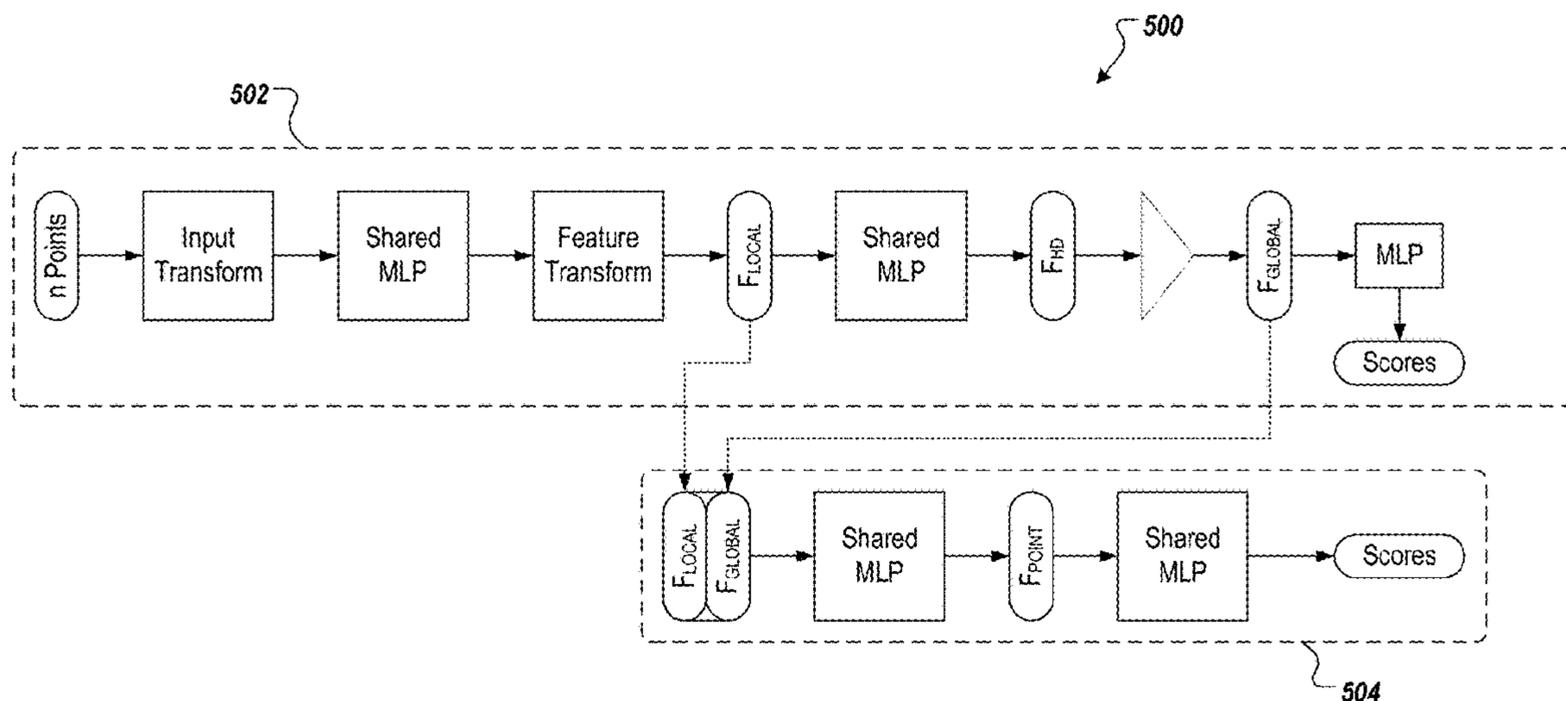 500
502
n Points
Input
Transform
Shared
MLP
Feature
Transform
FLOCAL
Shared
MLP
FHD
FGLOBAL
MLP
Scores
FLOCAL
FGLOBAL
Shared
MLP
FPOINT
Shared
MLP
Scores
504